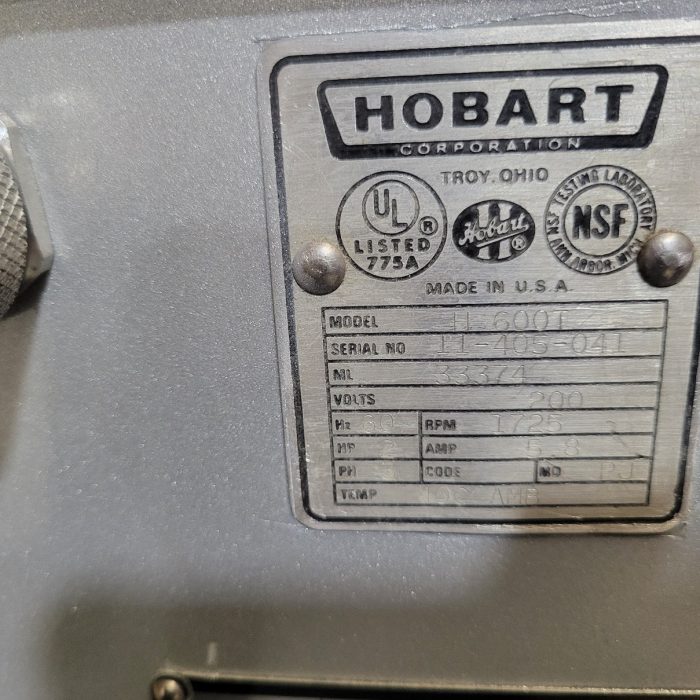 HOBART
CORPORATION
TROY, OHIO
UL ®
LISTED
775A
Hobart ®
NSF TESTING LABORATORY
NSF
ANN ARBOR, MICH.
MADE IN U.S.A.
MODEL H 600T
SERIAL NO 11-405-041
ML 33374
VOLTS 200
Hz 60 RPM 1725
HP 2 AMP 5.8
PH 3 CODE MO PJ
TEMP AMB